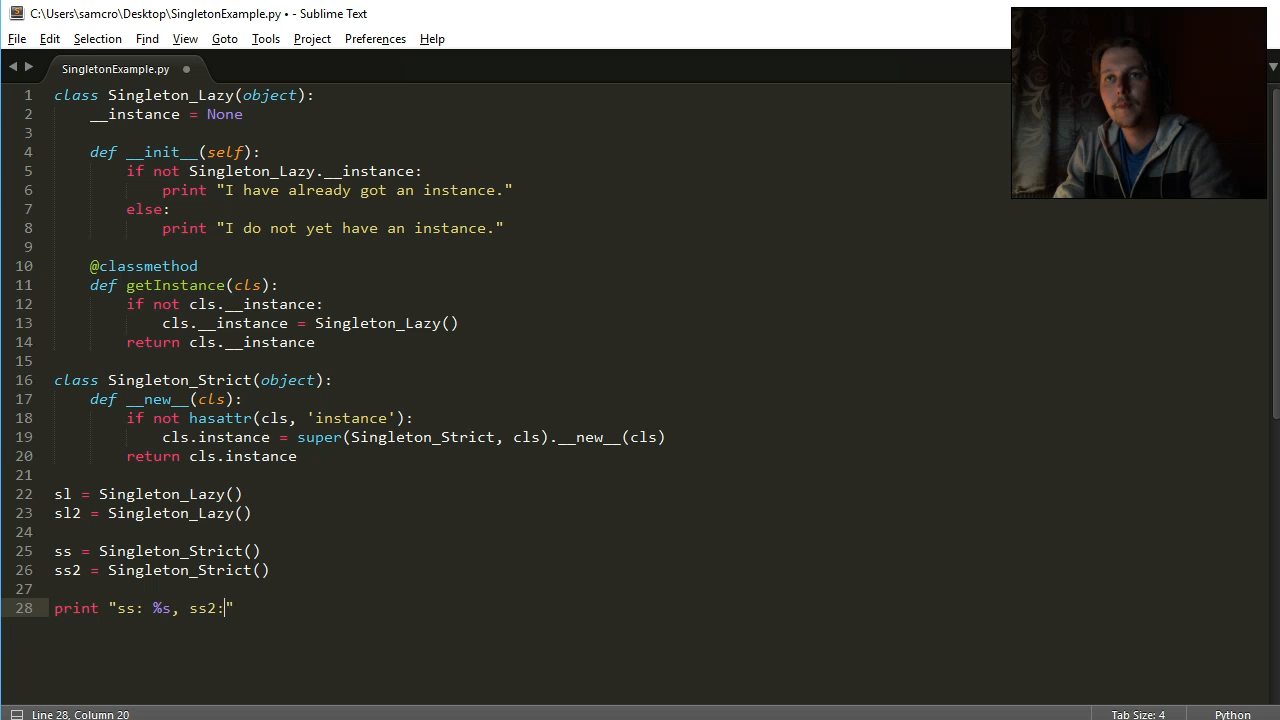 C:\Users\samcro\Desktop\SingletonExample.py • - Sublime Text
File Edit Selection Find View Goto Tools Project Preferences Help
SingletonExample.py
1 class Singleton_Lazy(object):
2     __instance = None
3
4     def __init__(self):
5         if not Singleton_Lazy.__instance:
6             print "I have already got an instance."
7         else:
8             print "I do not yet have an instance."
9
10     @classmethod
11     def getInstance(cls):
12         if not cls.__instance:
13             cls.__instance = Singleton_Lazy()
14         return cls.__instance
15
16 class Singleton_Strict(object):
17     def __new__(cls):
18         if not hasattr(cls, 'instance'):
19             cls.instance = super(Singleton_Strict, cls).__new__(cls)
20         return cls.instance
21
22 sl = Singleton_Lazy()
23 sl2 = Singleton_Lazy()
24
25 ss = Singleton_Strict()
26 ss2 = Singleton_Strict()
27
28 print "ss: %s, ss2:"
Line 28, Column 20 Tab Size: 4 Python